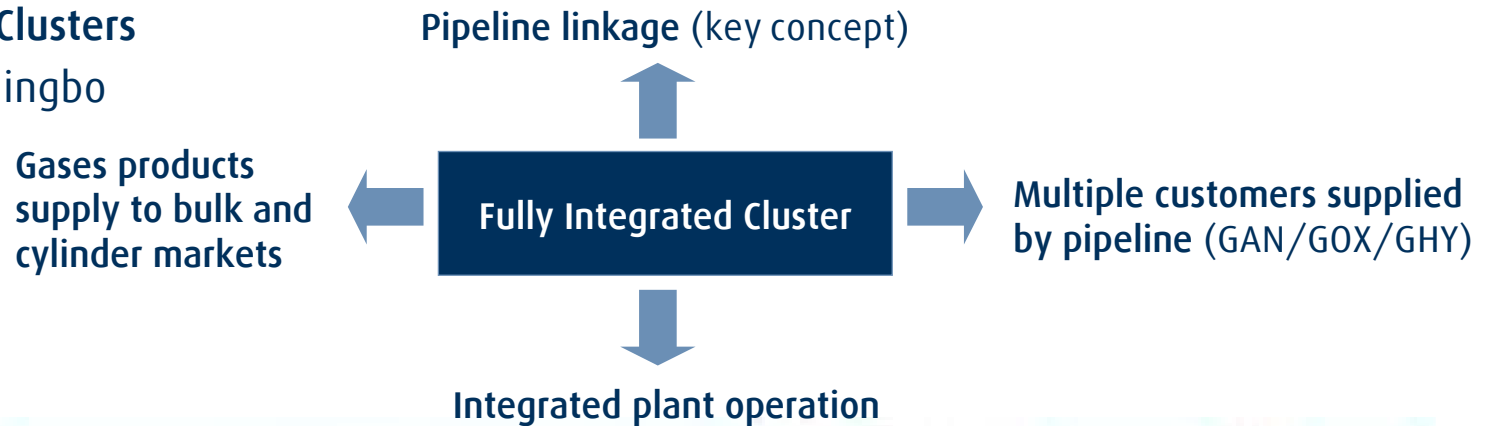 Clusters
ingbo
Pipeline linkage (key concept)
Gases products
supply to bulk and
cylinder markets
Fully Integrated Cluster
Multiple customers supplied
by pipeline (GAN/GOX/GHY)
Integrated plant operation